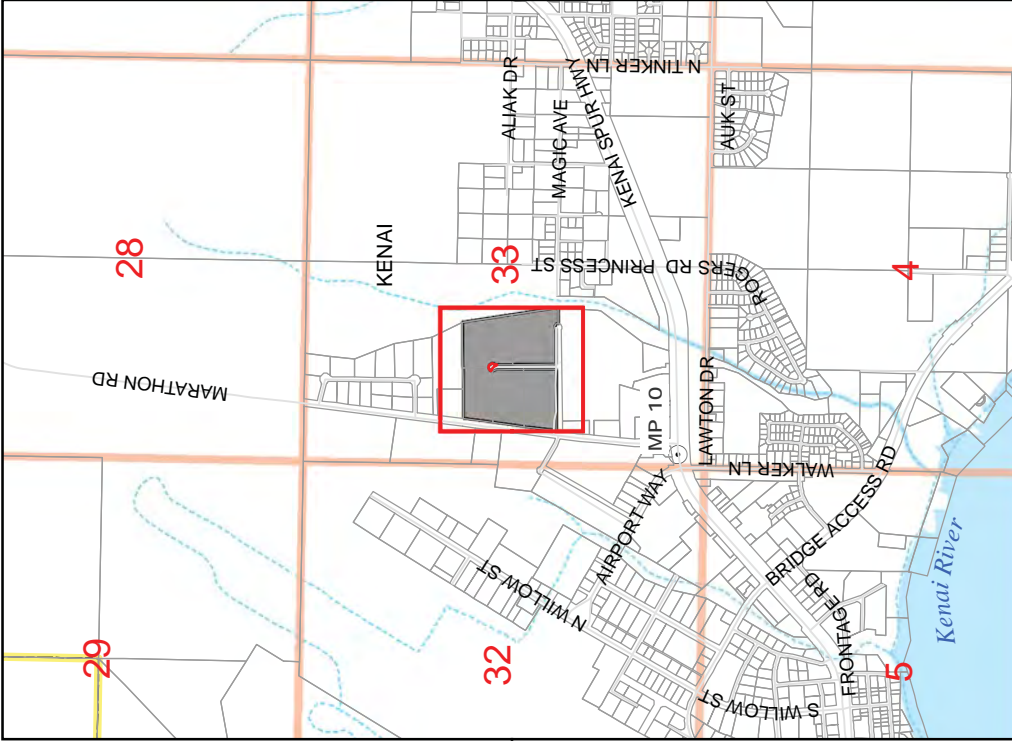 N TINKER LN
ALIAK DR
MAGIC AVE
KENAI SPUR HWY
AUK ST
28
KENAI
33
PRINCESS ST
ROGERS RD
4
MARATHON RD
MP 10
LAWTON DR
WALKER LN
AIRPORT WAY
BRIDGE ACCESS RD
N WILLOW ST
29
32
FRONTAGE RD
S WILLOW ST
5
Kenai River